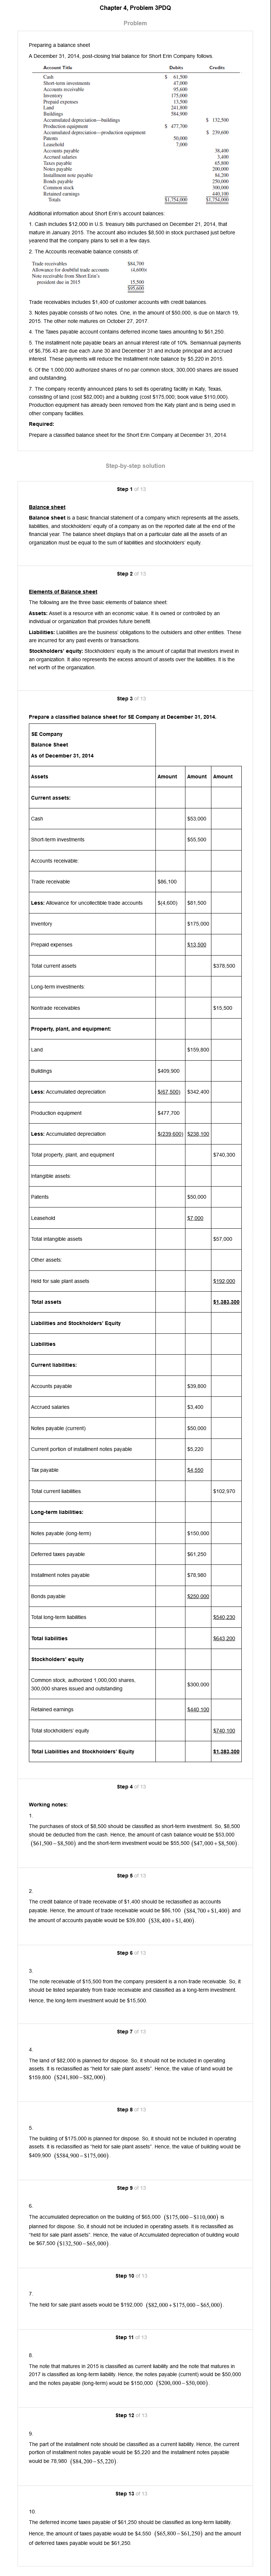 Chapter 4, Problem 3PDQ
Problem
Preparing a balance sheet
A December 31, 2014, post-closing trial balance for Short Erin Company follows.
Account Title Debits Credits
Cash $ 61,500
Short-term investments 47,000
Accounts receivable 95,600
Inventory 175,000
Prepaid expenses 13,500
Land 241,800
Buildings 584,900
Accumulated depreciation—buildings $ 132,500
Production equipment $ 477,700
Accumulated depreciation—production equipment $ 239,600
Patents 50,000
Leasehold 7,000
Accounts payable 38,400
Accrued salaries 3,400
Taxes payable 65,800
Notes payable 200,000
Installment note payable 84,200
Bonds payable 250,000
Common stock 300,000
Retained earnings 440,100
Totals $1,754,000 $1,754,000
Additional information about Short Erin's account balances:
1. Cash includes $12,000 in U.S. treasury bills purchased on December 21, 2014, that
mature in January 2015. The account also includes $8,500 in stock purchased just before
yearend that the company plans to sell in a few days.
2. The Accounts receivable balance consists of:
Trade receivables $84,700
Allowance for doubtful trade accounts (4,600)
Note receivable from Short Erin's
president due in 2015 15,500
$95,600
Trade receivables includes $1,400 of customer accounts with credit balances.
3. Notes payable consists of two notes. One, in the amount of $50,000, is due on March 19,
2015. The other note matures on October 27, 2017.
4. The Taxes payable account contains deferred income taxes amounting to $61,250.
5. The installment note payable bears an annual interest rate of 10%. Semiannual payments
of $6,756.43 are due each June 30 and December 31 and include principal and accrued
interest. These payments will reduce the Installment note balance by $5,220 in 2015.
6. Of the 1,000,000 authorized shares of no par common stock, 300,000 shares are issued
and outstanding.
7. The company recently announced plans to sell its operating facility in Katy, Texas,
consisting of land (cost $82,000) and a building (cost $175,000; book value $110,000).
Production equipment has already been removed from the Katy plant and is being used in
other company facilities.
Required:
Prepare a classified balance sheet for the Short Erin Company at December 31, 2014.
Step-by-step solution
Step 1 of 13
Balance sheet
Balance sheet is a basic financial statement of a company which represents all the assets,
liabilities, and stockholders' equity of a company as on the reported date at the end of the
financial year. The balance sheet displays that on a particular date all the assets of an
organization must be equal to the sum of liabilities and stockholders' equity.
Step 2 of 13
Elements of Balance sheet
The following are the three basic elements of balance sheet:
Assets: Asset is a resource with an economic value. It is owned or controlled by an
individual or organization that provides future benefit.
Liabilities: Liabilities are the business' obligations to the outsiders and other entities. These
are incurred for any past events or transactions.
Stockholders' equity: Stockholders' equity is the amount of capital that investors invest in
an organization. It also represents the excess amount of assets over the liabilities. It is the
net worth of the organization.
Step 3 of 13
Prepare a classified balance sheet for SE Company at December 31, 2014.
SE Company
Balance Sheet
As of December 31, 2014
Assets Amount Amount Amount
Current assets:
Cash $53,000
Short-term investments $55,500
Accounts receivable:
Trade receivable $86,100
Less: Allowance for uncollectible trade accounts $(4,600) $81,500
Inventory $175,000
Prepaid expenses $13,500
Total current assets $378,500
Long-term investments:
Nontrade receivables $15,500
Property, plant, and equipment:
Land $159,800
Buildings $409,900
Less: Accumulated depreciation $(67,500) $342,400
Production equipment $477,700
Less: Accumulated depreciation $(239,600) $238,100
Total property, plant, and equipment $740,300
Intangible assets:
Patents $50,000
Leasehold $7,000
Total intangible assets $57,000
Other assets:
Held for sale plant assets $192,000
Total assets $1,383,300
Liabilities and Stockholders' Equity
Liabilities
Current liabilities:
Accounts payable $39,800
Accrued salaries $3,400
Notes payable (current) $50,000
Current portion of installment notes payable $5,220
Tax payable $4,550
Total current liabilities $102,970
Long-term liabilities:
Notes payable (long-term) $150,000
Deferred taxes payable $61,250
Installment notes payable $78,980
Bonds payable $250,000
Total long-term liabilities $540,230
Total liabilities $643,200
Stockholders' equity
Common stock, authorized 1,000,000 shares,
300,000 shares issued and outstanding $300,000
Retained earnings $440,100
Total stockholders' equity $740,100
Total Liabilities and Stockholders' Equity $1,383,300
Step 4 of 13
Working notes:
1.
The purchases of stock of $8,500 should be classified as short-term investment. So, $8,500
should be deducted from the cash. Hence, the amount of cash balance would be $53,000
($61,500 – $8,500) and the short-term investment would be $55,500 ($47,000 + $8,500).
Step 5 of 13
2.
The credit balance of trade receivable of $1,400 should be reclassified as accounts
payable. Hence, the amount of trade receivable would be $86,100 ($84,700 + $1,400) and
the amount of accounts payable would be $39,800 ($38,400 + $1,400).
Step 6 of 13
3.
The note receivable of $15,500 from the company president is a non-trade receivable. So, it
should be listed separately from trade receivable and classified as a long-term investment.
Hence, the long-term investment would be $15,500.
Step 7 of 13
4.
The land of $82,000 is planned for dispose. So, it should not be included in operating
assets. It is reclassified as "held for sale plant assets". Hence, the value of land would be
$159,800 ($241,800 – $82,000).
Step 8 of 13
5.
The building of $175,000 is planned for dispose. So, it should not be included in operating
assets. It is reclassified as "held for sale plant assets". Hence, the value of building would be
$409,900 ($584,900 – $175,000).
Step 9 of 13
6.
The accumulated depreciation on the building of $65,000 ($175,000 – $110,000) is
planned for dispose. So, it should not be included in operating assets. It is reclassified as
"held for sale plant assets". Hence, the value of Accumulated depreciation of building would
be $67,500 ($132,500 – $65,000).
Step 10 of 13
7.
The held for sale plant assets would be $192,000 ($82,000 + $175,000 – $65,000).
Step 11 of 13
8.
The note that matures in 2015 is classified as current liability and the note that matures in
2017 is classified as long-term liability. Hence, the notes payable (current) would be $50,000
and the notes payable (long-term) would be $150,000 ($200,000 – $50,000).
Step 12 of 13
9.
The part of the installment note should be classified as a current liability. Hence, the current
portion of installment notes payable would be $5,220 and the installment notes payable
would be 78,980 ($84,200 – $5,220).
Step 13 of 13
10.
The deferred income taxes payable of $61,250 should be classified as long-term liability.
Hence, the amount of taxes payable would be $4,550 ($65,800 – $61,250) and the amount
of deferred taxes payable would be $61,250.